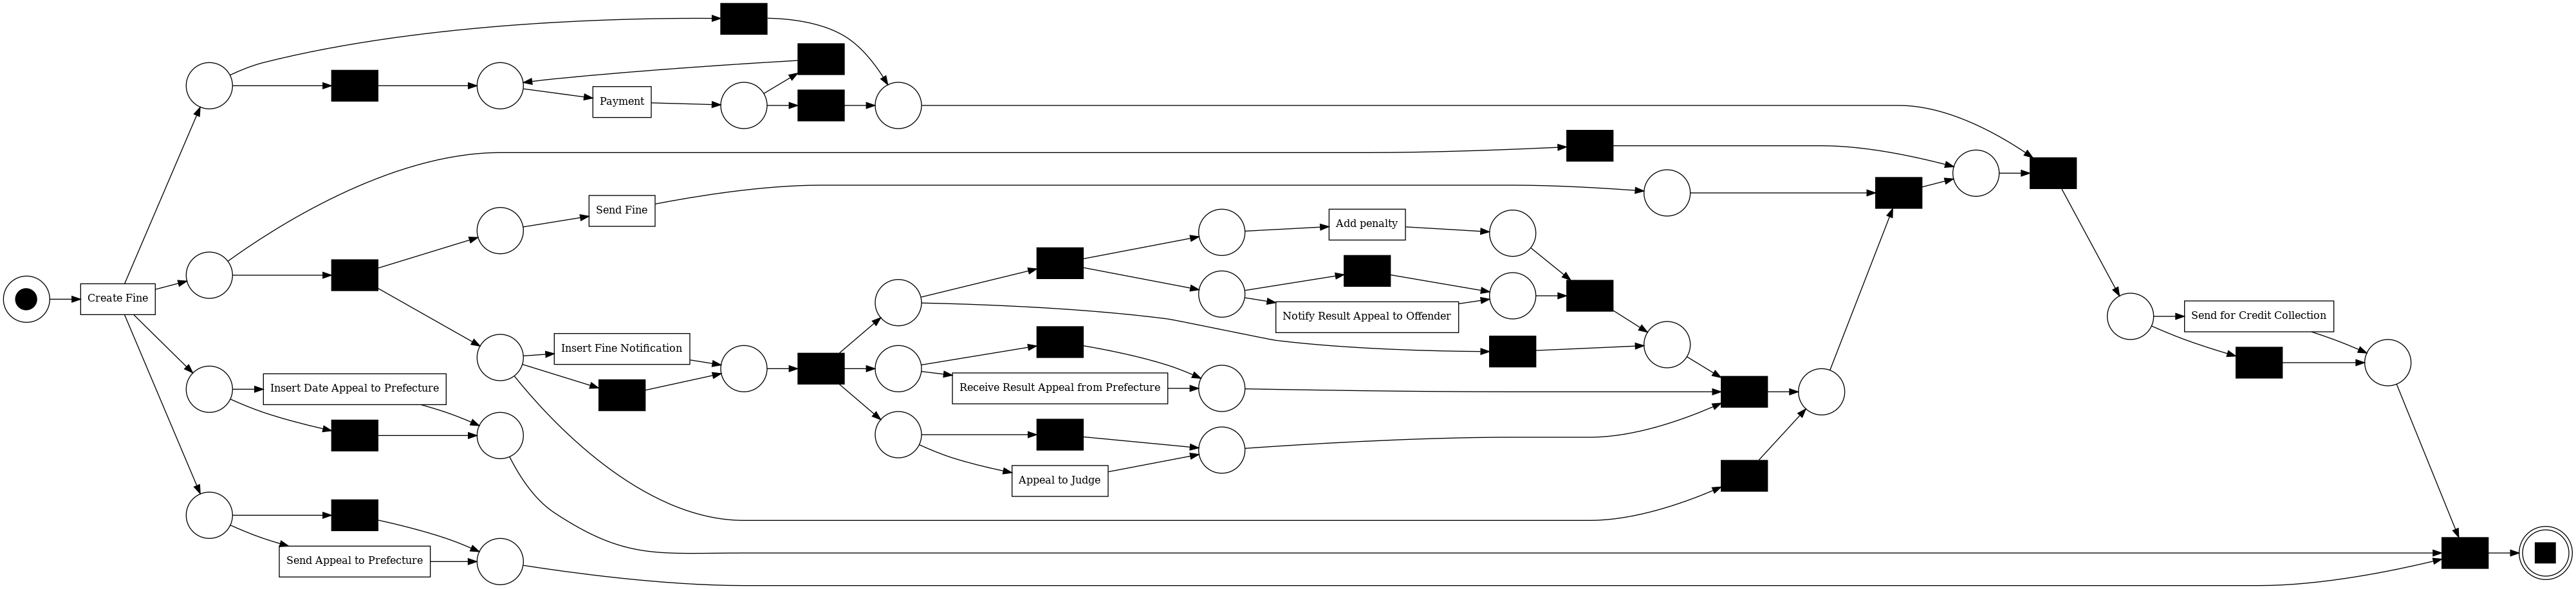 Payment
Send Fine
Add penalty
Create Fine
Notify Result Appeal to Offender
Send for Credit Collection
Insert Fine Notification
Insert Date Appeal to Prefecture
Receive Result Appeal from Prefecture
Appeal to Judge
Send Appeal to Prefecture